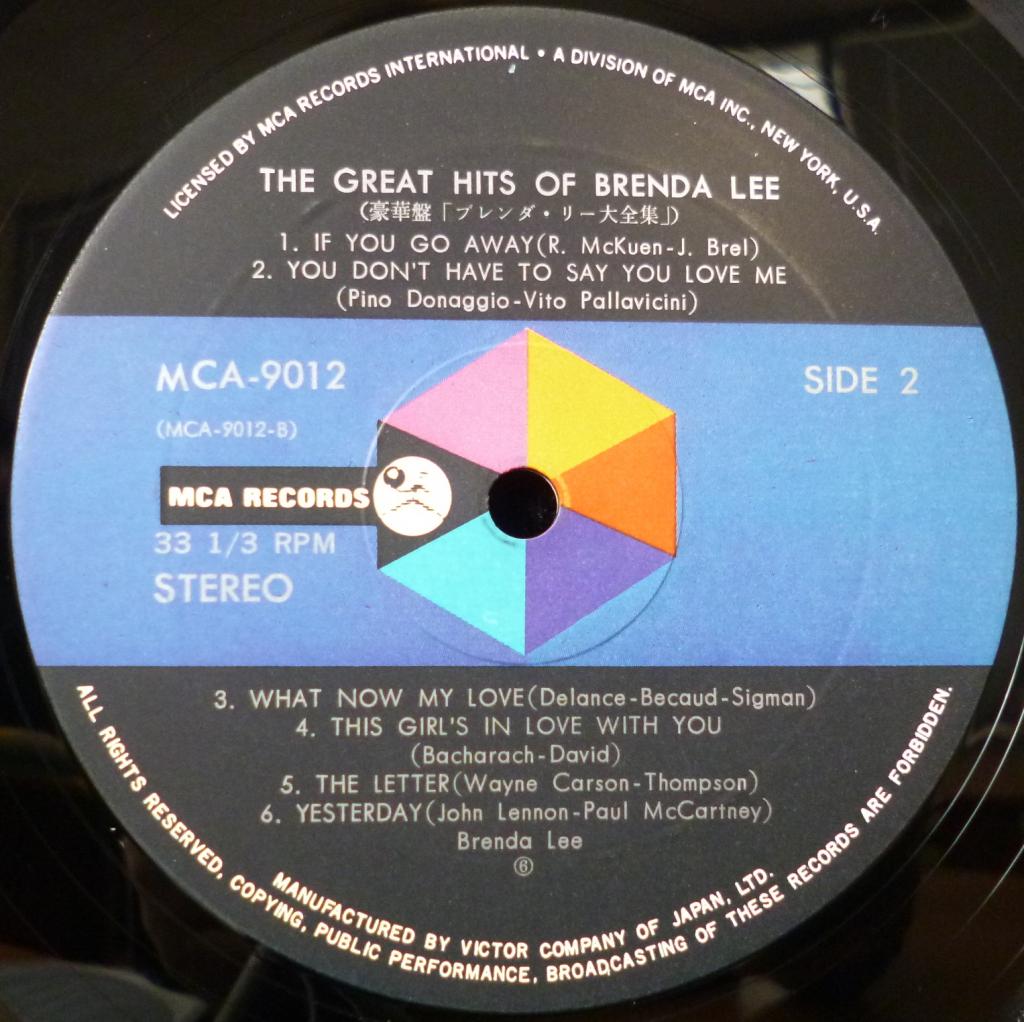 LICENSED BY MCA RECORDS INTERNATIONAL • A DIVISION OF MCA INC., NEW YORK, U.S.A.
THE GREAT HITS OF BRENDA LEE
(豪華盤「ブレンダ・リー大全集」)
1. IF YOU GO AWAY(R. McKuen-J. Brel)
2. YOU DON'T HAVE TO SAY YOU LOVE ME
(Pino Donaggio-Vito Pallavicini)
MCA-9012
SIDE 2
(MCA-9012-B)
MCA RECORDS
33 1/3 RPM
STEREO
3. WHAT NOW MY LOVE(Delance-Becaud-Sigman)
4. THIS GIRL'S IN LOVE WITH YOU
(Bacharach-David)
5. THE LETTER(Wayne Carson-Thompson)
6. YESTERDAY(John Lennon-Paul McCartney)
Brenda Lee
⑥
MANUFACTURED BY VICTOR COMPANY OF JAPAN, LTD.
ALL RIGHTS RESERVED, COPYING, PUBLIC PERFORMANCE, BROADCASTING OF THESE RECORDS ARE FORBIDDEN.